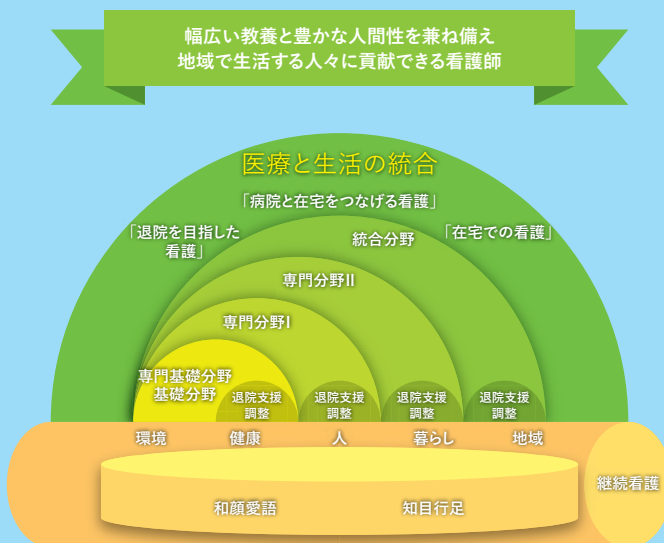 幅広い教養と豊かな人間性を兼ね備え
地域で生活する人々に貢献できる看護師
医療と生活の統合
「病院と在宅をつなげる看護」
「退院を目指した
看護」
「在宅での看護」
統合分野
専門分野II
専門分野I
専門基礎分野
基礎分野
退院支援
調整
退院支援
調整
退院支援
調整
退院支援
調整
環境
健康
人
暮らし
地域
継続看護
和顔愛語
知目行足